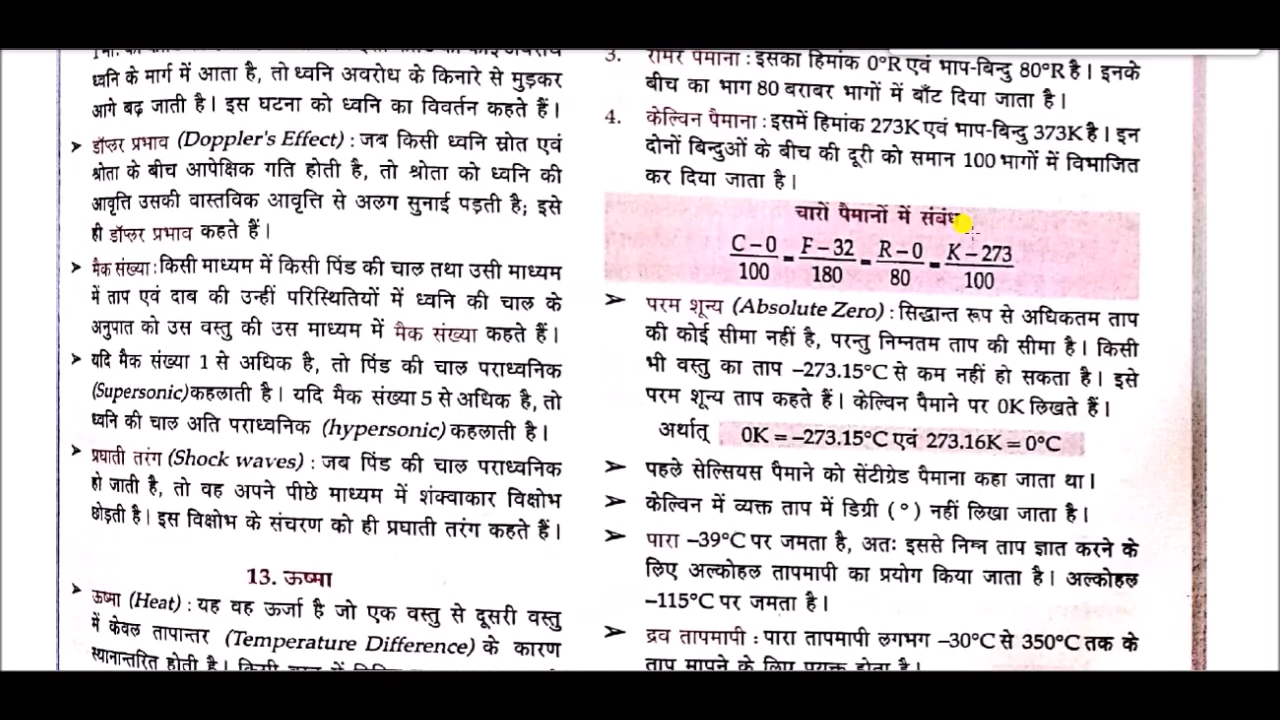 ध्वनि के मार्ग में आता है, तो ध्वनि अवरोध के किनारे से मुड़कर
आगे बढ़ जाती है। इस घटना को ध्वनि का विवर्तन कहते हैं।
➤ डॉप्लर प्रभाव (Doppler's Effect) : जब किसी ध्वनि स्रोत एवं
श्रोता के बीच आपेक्षिक गति होती है, तो श्रोता को ध्वनि की
आवृत्ति उसकी वास्तविक आवृत्ति से अलग सुनाई पड़ती है; इसे
ही डॉप्लर प्रभाव कहते हैं।
➤ मैक संख्या : किसी माध्यम में किसी पिंड की चाल तथा उसी माध्यम
में ताप एवं दाब की उन्हीं परिस्थितियों में ध्वनि की चाल के
अनुपात को उस वस्तु की उस माध्यम में मैक संख्या कहते हैं।
➤ यदि मैक संख्या 1 से अधिक है, तो पिंड की चाल पराध्वनिक
(Supersonic) कहलाती है। यदि मैक संख्या 5 से अधिक है, तो
ध्वनि की चाल अति पराध्वनिक (hypersonic) कहलाती है।
➤ प्रघाती तरंग (Shock waves) : जब पिंड की चाल पराध्वनिक
हो जाती है, तो वह अपने पीछे माध्यम में शंक्वाकार विक्षोभ
छोड़ती है। इस विक्षोभ के संचरण को ही प्रघाती तरंग कहते हैं।
13. ऊष्मा
➤ ऊष्मा (Heat) : यह वह ऊर्जा है जो एक वस्तु से दूसरी वस्तु
में केवल तापान्तर (Temperature Difference) के कारण
स्थानान्तरित होती है। किसी
3. रोमर पैमाना : इसका हिमांक 0°R एवं भाप-बिन्दु 80°R है। इनके
बीच का भाग 80 बराबर भागों में बाँट दिया जाता है।
4. केल्विन पैमाना : इसमें हिमांक 273K एवं भाप-बिन्दु 373K है। इन
दोनों बिन्दुओं के बीच की दूरी को समान 100 भागों में विभाजित
कर दिया जाता है।
चारों पैमानों में संबंध
C – 0 / 100 = F – 32 / 180 = R – 0 / 80 = K – 273 / 100
➤ परम शून्य (Absolute Zero) : सिद्धान्त रूप से अधिकतम ताप
की कोई सीमा नहीं है, परन्तु निम्नतम ताप की सीमा है। किसी
भी वस्तु का ताप –273.15°C से कम नहीं हो सकता है। इसे
परम शून्य ताप कहते हैं। केल्विन पैमाने पर 0K लिखते हैं।
अर्थात् 0K = –273.15°C एवं 273.16K = 0°C
➤ पहले सेल्सियस पैमाने को सेंटीग्रेड पैमाना कहा जाता था।
➤ केल्विन में व्यक्त ताप में डिग्री (°) नहीं लिखा जाता है।
➤ पारा –39°C पर जमता है, अतः इससे निम्न ताप ज्ञात करने के
लिए अल्कोहल तापमापी का प्रयोग किया जाता है। अल्कोहल
–115°C पर जमता है।
➤ द्रव तापमापी : पारा तापमापी लगभग –30°C से 350°C तक के
ताप मापने के लिए प्रयुक्त होता है।